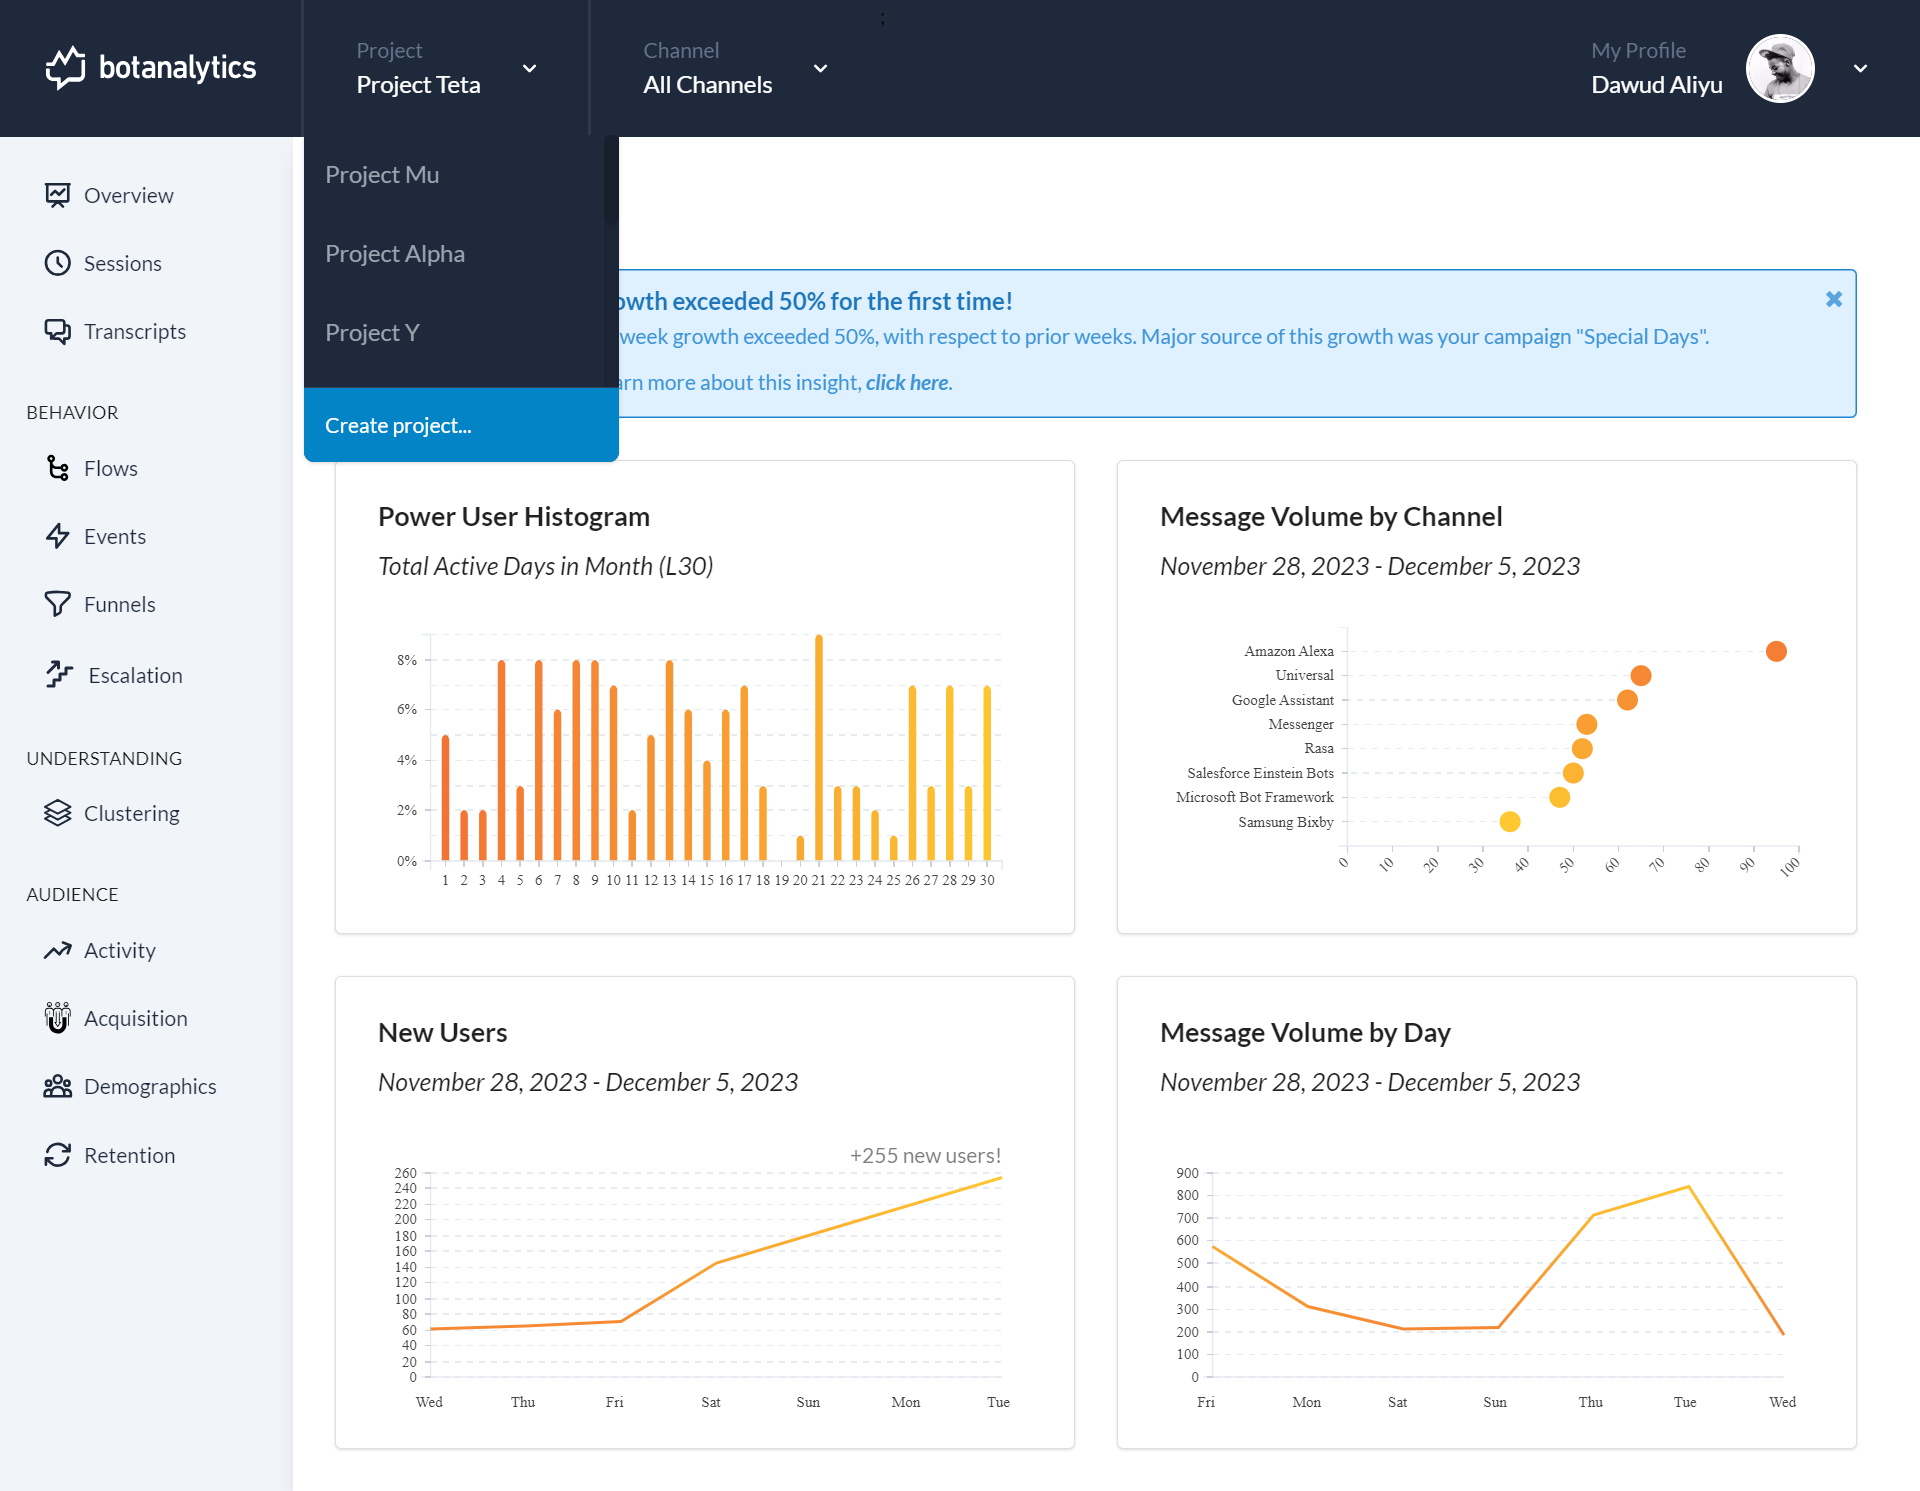 botanalytics
Project
Project Teta
Channel
All Channels
;
My Profile
Dawud Aliyu
Project Mu
Project Alpha
Project Y
Create project...
Overview
Sessions
Transcripts
BEHAVIOR
Flows
Events
Funnels
Escalation
UNDERSTANDING
Clustering
AUDIENCE
Activity
Acquisition
Demographics
Retention
exceeded 50% for the first time!
week growth exceeded 50%, with respect to prior weeks. Major source of this growth was your campaign "Special Days".
more about this insight, click here.
Power User Histogram
Total Active Days in Month (L30)
8%
6%
4%
2%
0%
1 2 3 4 5 6 7 8 9 10 11 12 13 14 15 16 17 18 19 20 21 22 23 24 25 26 27 28 29 30
Message Volume by Channel
November 28, 2023 - December 5, 2023
Amazon Alexa
Universal
Google Assistant
Messenger
Rasa
Salesforce Einstein Bots
Microsoft Bot Framework
Samsung Bixby
0 10 20 30 40 50 60 70 80 90 100
New Users
November 28, 2023 - December 5, 2023
+255 new users!
260
240
220
200
180
160
140
120
100
80
60
40
20
0
Wed Thu Fri Sat Sun Mon Tue
Message Volume by Day
November 28, 2023 - December 5, 2023
900
800
700
600
500
400
300
200
100
0
Fri Mon Sat Sun Thu Tue Wed